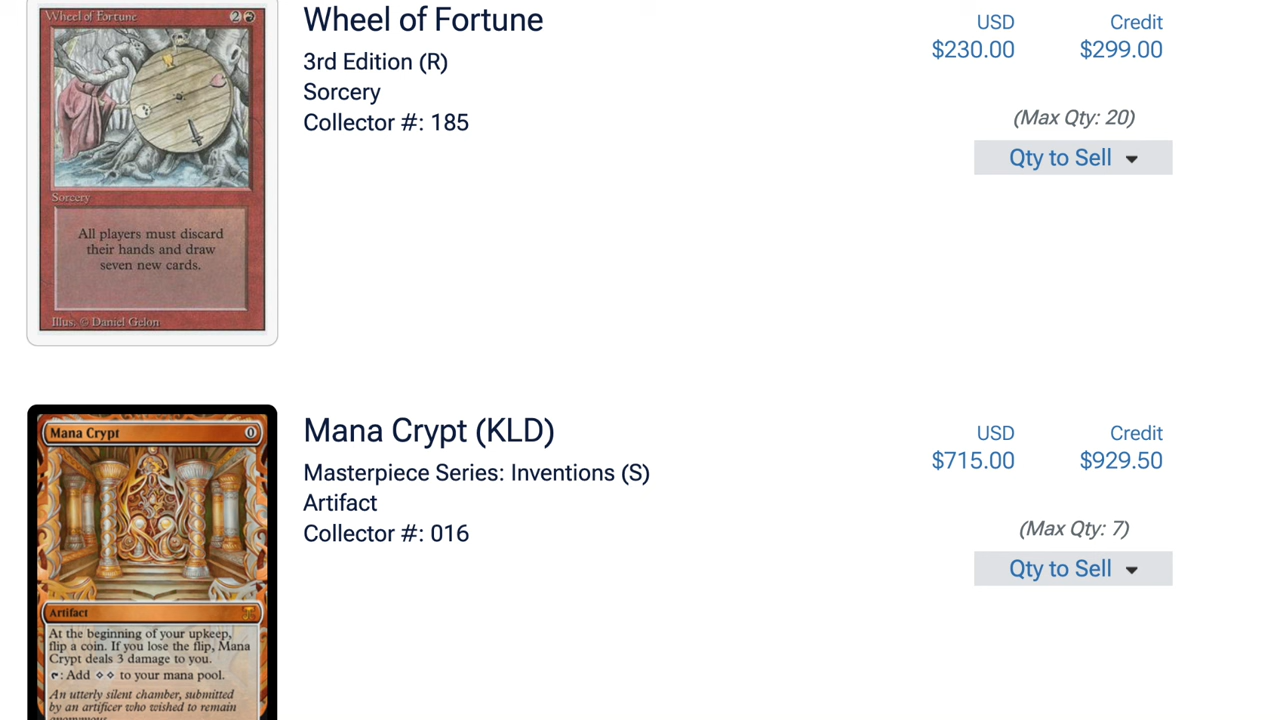 Wheel of Fortune
2
All players must discard
their hands and draw
seven new cards.
Sorcery
Illus. © Daniel Gelon
Wheel of Fortune
3rd Edition (R)
Sorcery
Collector #: 185
USD Credit
$230.00 $299.00
(Max Qty: 20)
Qty to Sell
Mana Crypt 0
Artifact
At the beginning of your upkeep,
flip a coin. If you lose the flip, Mana
Crypt deals 3 damage to you.
: Add to your mana pool.
An utterly silent chamber, submitted
by an artificer who wished to remain
anonymous.
Mana Crypt (KLD)
Masterpiece Series: Inventions (S)
Artifact
Collector #: 016
USD Credit
$715.00 $929.50
(Max Qty: 7)
Qty to Sell